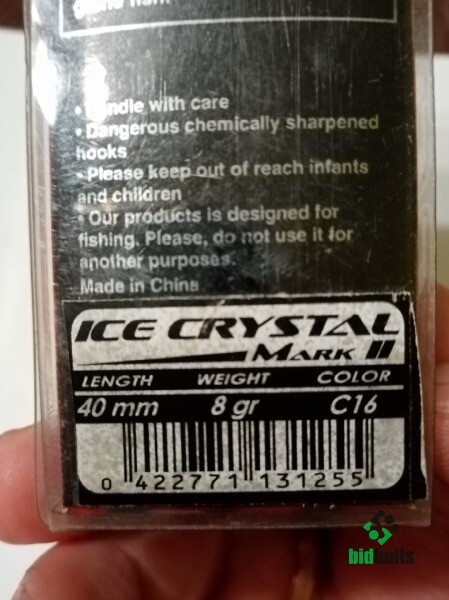 game fish.
• Handle with care
• Dangerous chemically sharpened
hooks
• Please keep out of reach infants
and children
• Our products is designed for
fishing. Please, do not use it for
another purposes.
Made in China
ICE CRYSTAL
MARK II
LENGTH WEIGHT COLOR
40 mm 8 gr C16
0 422771 131255
bidbaits